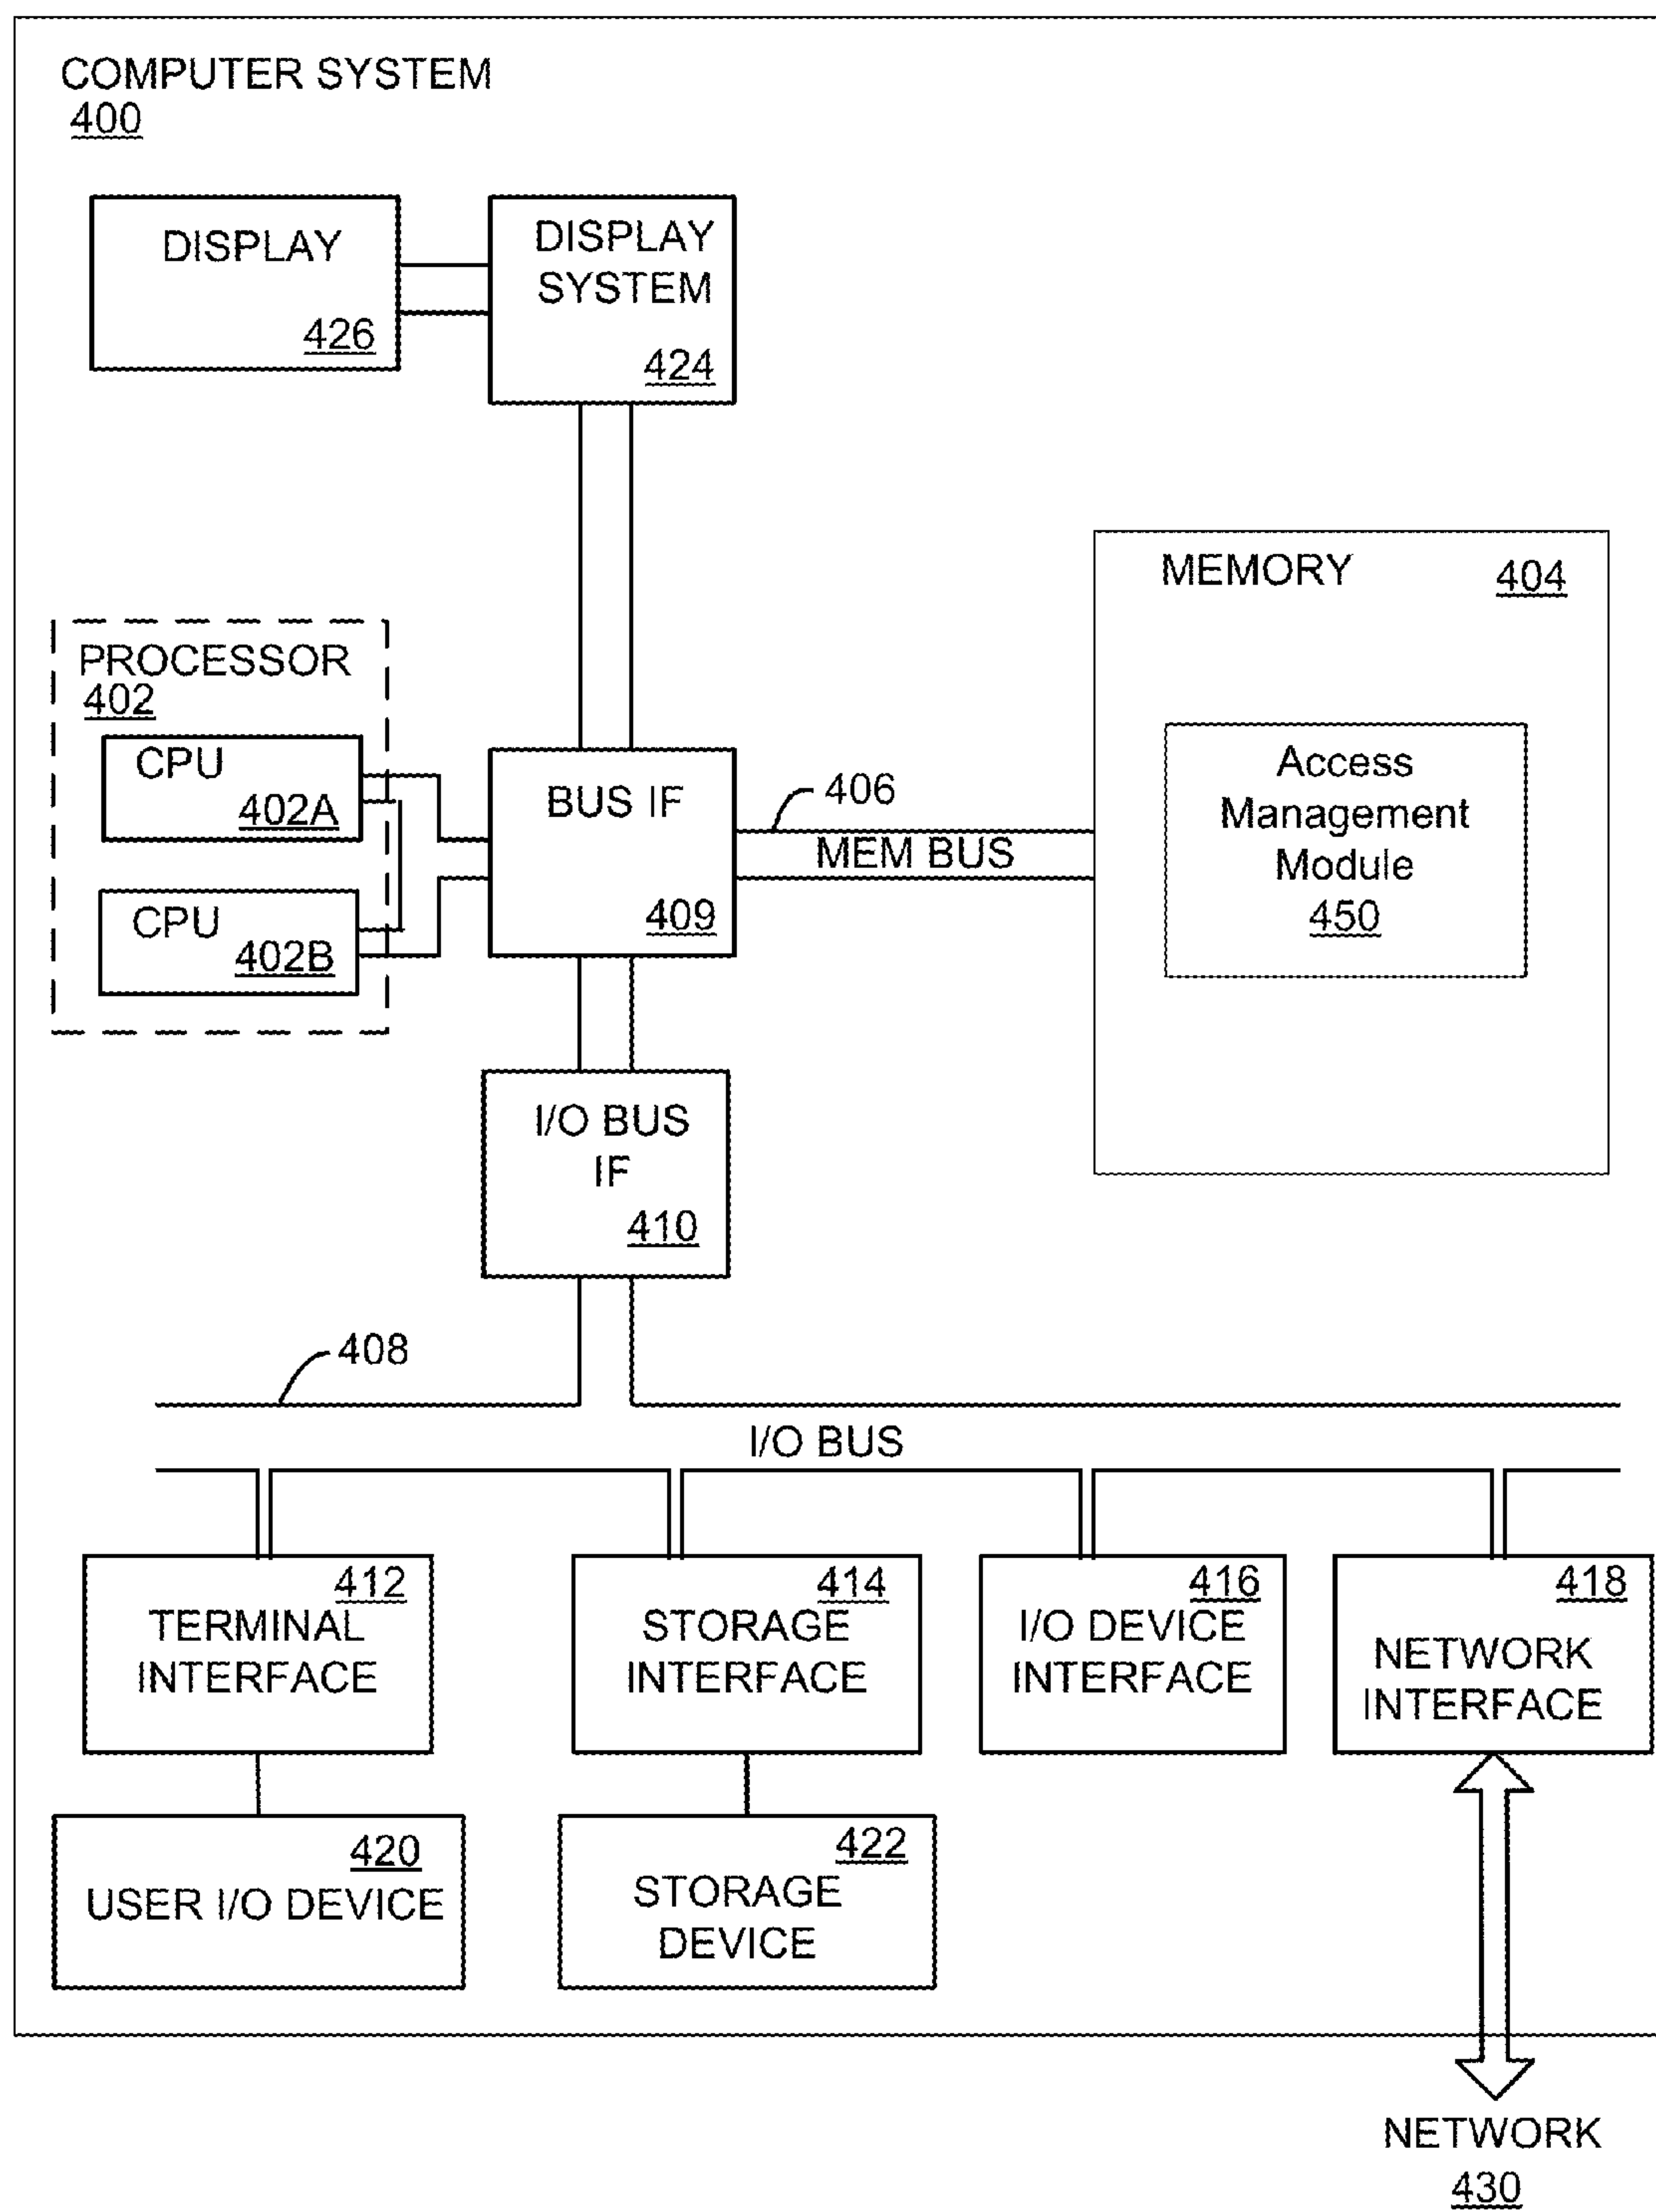 COMPUTER SYSTEM
400
DISPLAY
426
DISPLAY
SYSTEM
424
MEMORY 404
PROCESSOR
402
CPU
402A
CPU
402B
BUS IF
409
406
MEM BUS
Access
Management
Module
450
I/O BUS
IF
410
408
I/O BUS
412
TERMINAL
INTERFACE
414
STORAGE
INTERFACE
416
I/O DEVICE
INTERFACE
418
NETWORK
INTERFACE
420
USER I/O DEVICE
422
STORAGE
DEVICE
NETWORK
430